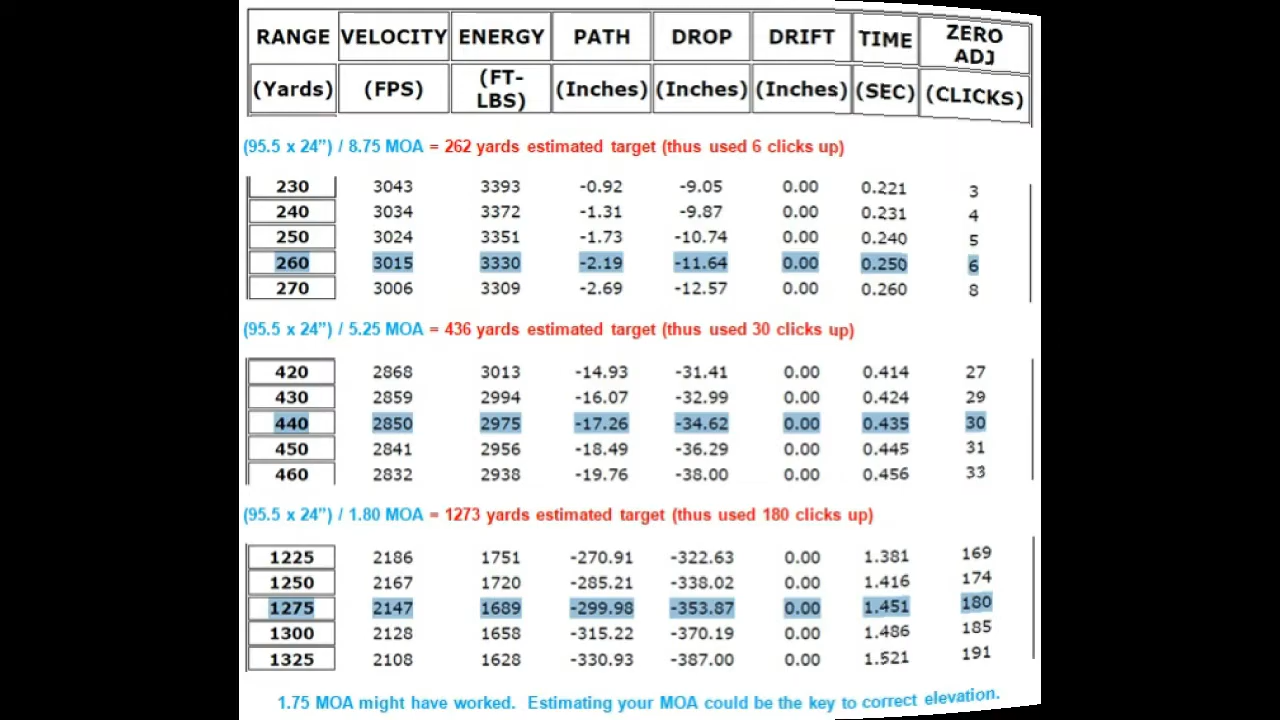 RANGE VELOCITY ENERGY PATH DROP DRIFT TIME ZERO ADJ
(Yards) (FPS) (FT-LBS) (Inches) (Inches) (Inches) (SEC) (CLICKS)
(95.5 x 24”) / 8.75 MOA = 262 yards estimated target (thus used 6 clicks up)
230 3043 3393 -0.92 -9.05 0.00 0.221 3
240 3034 3372 -1.31 -9.87 0.00 0.231 4
250 3024 3351 -1.73 -10.74 0.00 0.240 5
260 3015 3330 -2.19 -11.64 0.00 0.250 6
270 3006 3309 -2.69 -12.57 0.00 0.260 8
(95.5 x 24”) / 5.25 MOA = 436 yards estimated target (thus used 30 clicks up)
420 2868 3013 -14.93 -31.41 0.00 0.414 27
430 2859 2994 -16.07 -32.99 0.00 0.424 29
440 2850 2975 -17.26 -34.62 0.00 0.435 30
450 2841 2956 -18.49 -36.29 0.00 0.445 31
460 2832 2938 -19.76 -38.00 0.00 0.456 33
(95.5 x 24”) / 1.80 MOA = 1273 yards estimated target (thus used 180 clicks up)
1225 2186 1751 -270.91 -322.63 0.00 1.381 169
1250 2167 1720 -285.21 -338.02 0.00 1.416 174
1275 2147 1689 -299.98 -353.87 0.00 1.451 180
1300 2128 1658 -315.22 -370.19 0.00 1.486 185
1325 2108 1628 -330.93 -387.00 0.00 1.521 191
1.75 MOA might have worked. Estimating your MOA could be the key to correct elevation.